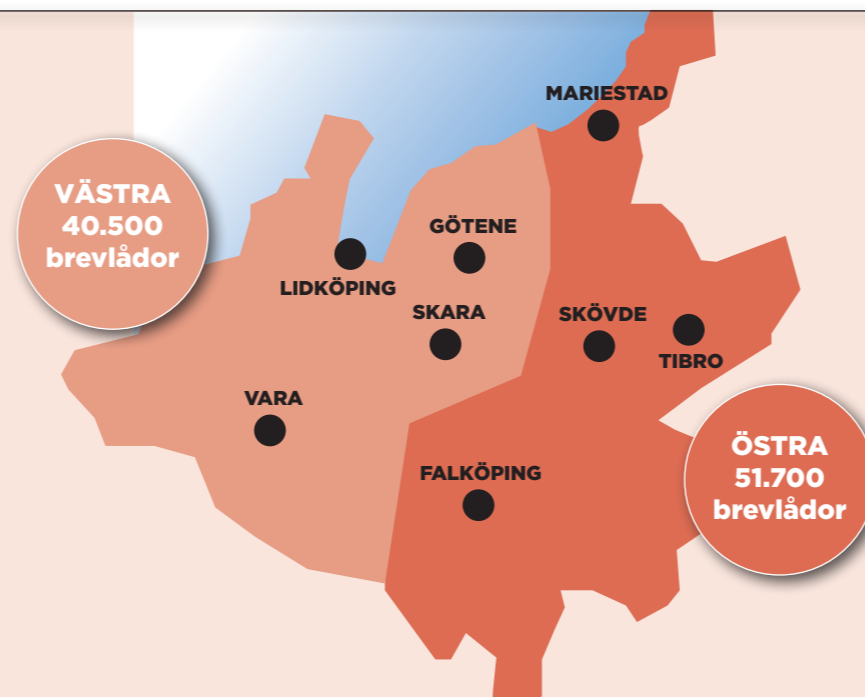 MARIESTAD
VÄSTRA
40.500
brevlådor
GÖTENE
LIDKÖPING
SKARA
SKÖVDE
TIBRO
VARA
ÖSTRA
51.700
brevlådor
FALKÖPING